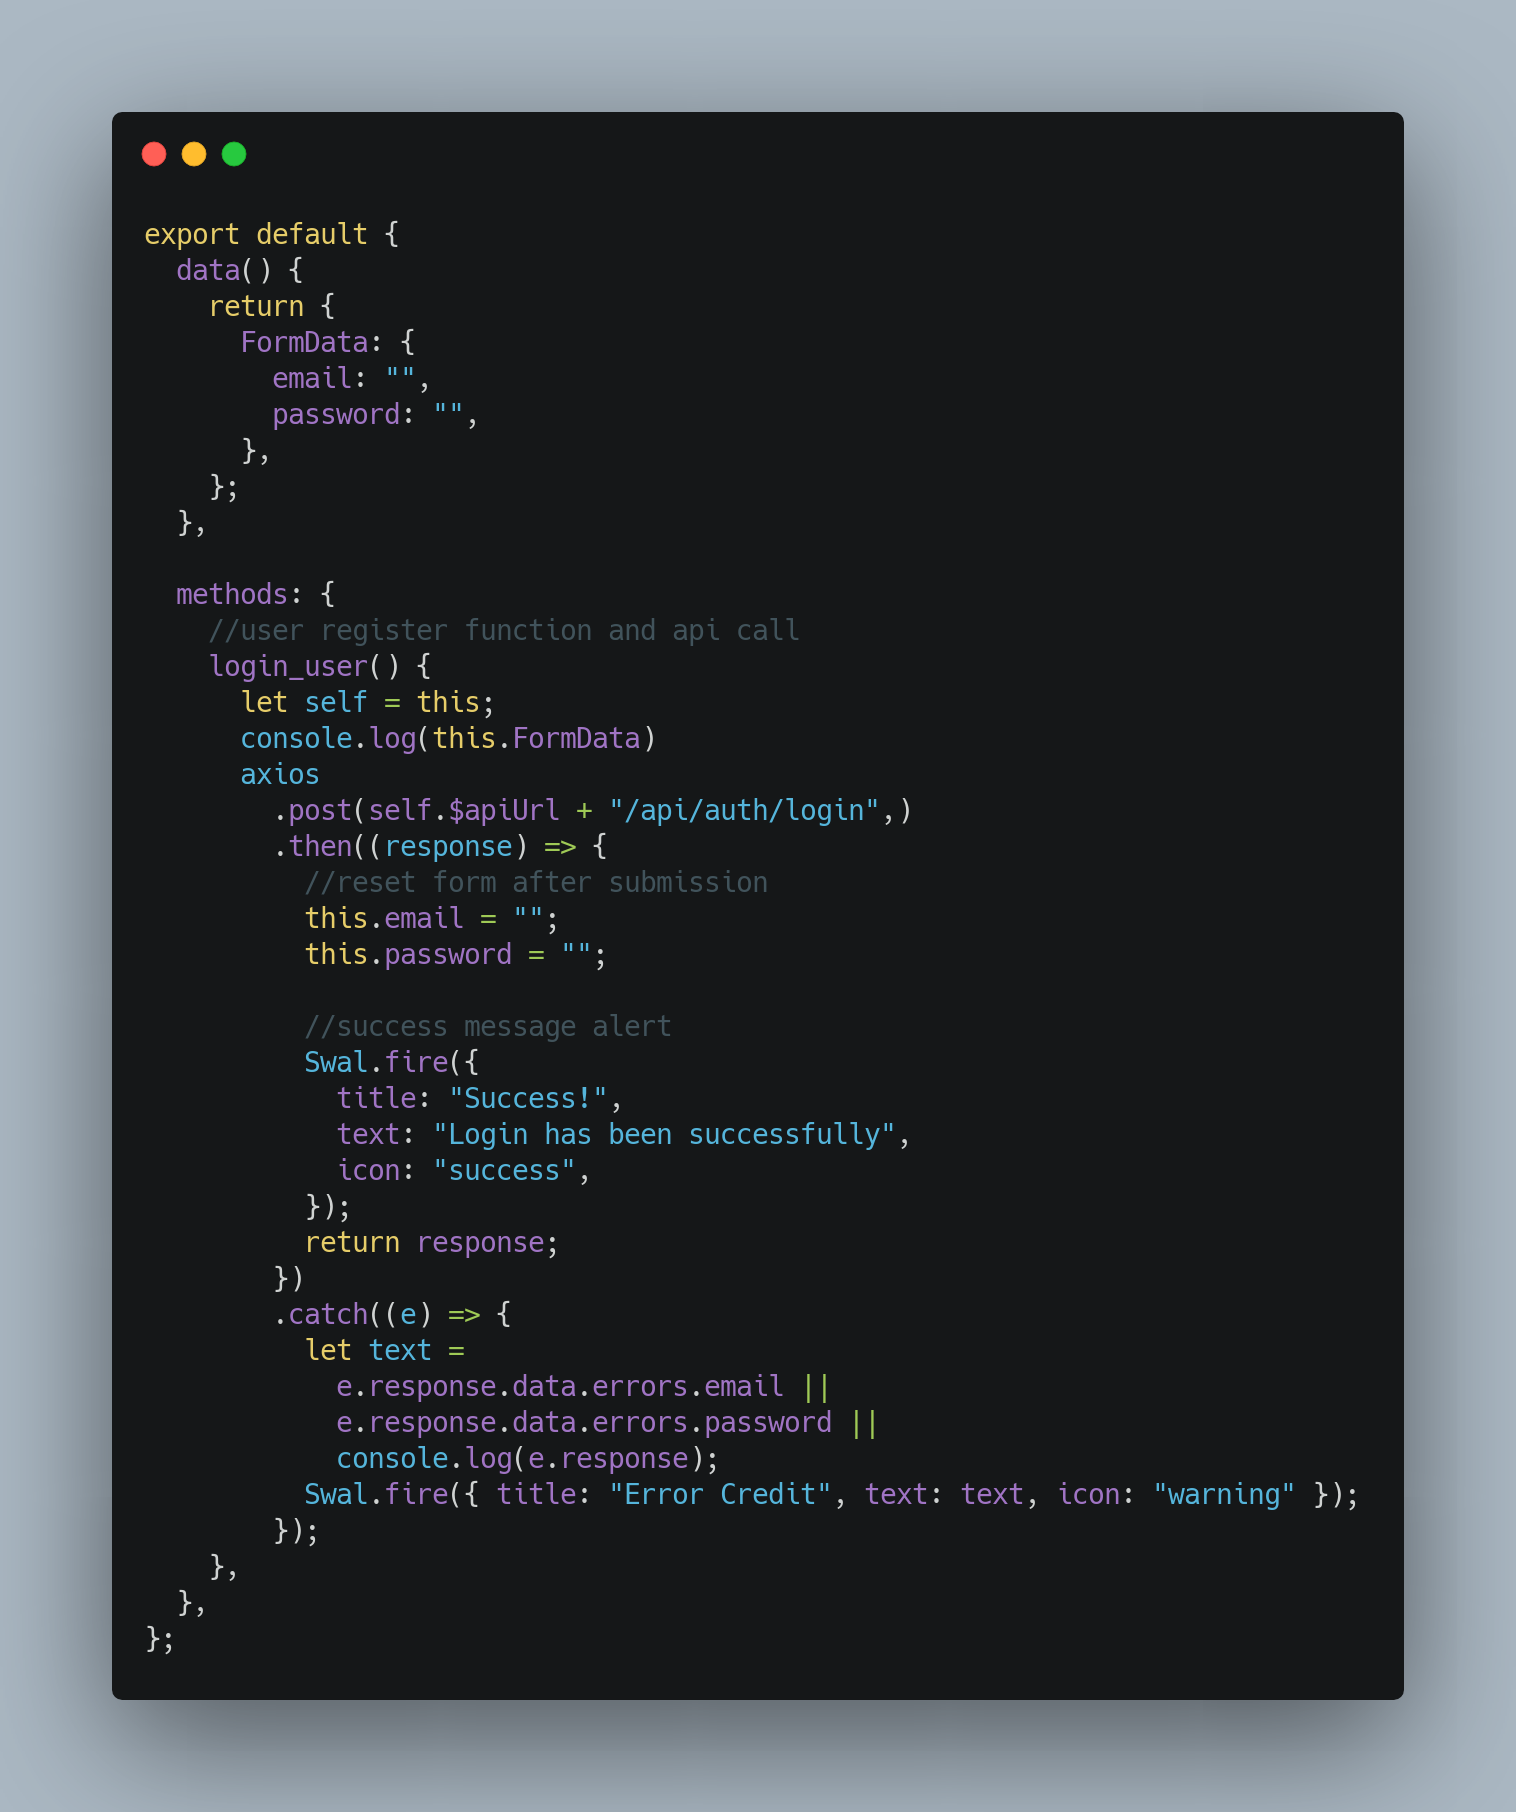 export default {
  data() {
    return {
      FormData: {
        email: "",
        password: "",
      },
    };
  },

  methods: {
    //user register function and api call
    login_user() {
      let self = this;
      console.log(this.FormData)
      axios
        .post(self.$apiUrl + "/api/auth/login",)
        .then((response) => {
          //reset form after submission
          this.email = "";
          this.password = "";

          //success message alert
          Swal.fire({
            title: "Success!",
            text: "Login has been successfully",
            icon: "success",
          });
          return response;
        })
        .catch((e) => {
          let text =
            e.response.data.errors.email ||
            e.response.data.errors.password ||
            console.log(e.response);
          Swal.fire({ title: "Error Credit", text: text, icon: "warning" });
        });
    },
  },
};